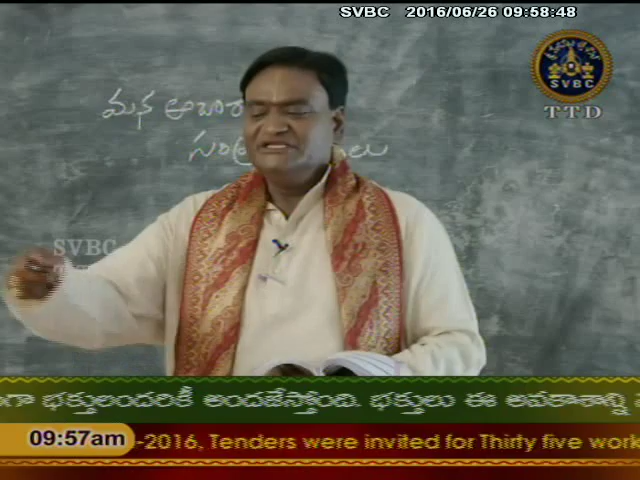 SVBC 2016/06/26 09:58:48
SVBC
TTD
మన ఆచార
SVBC
భక్తులందరికీ అందజేస్తోంది. భక్తులు ఈ అవకాశాన్ని
09:57am -2016, Tenders were invited for Thirty five work